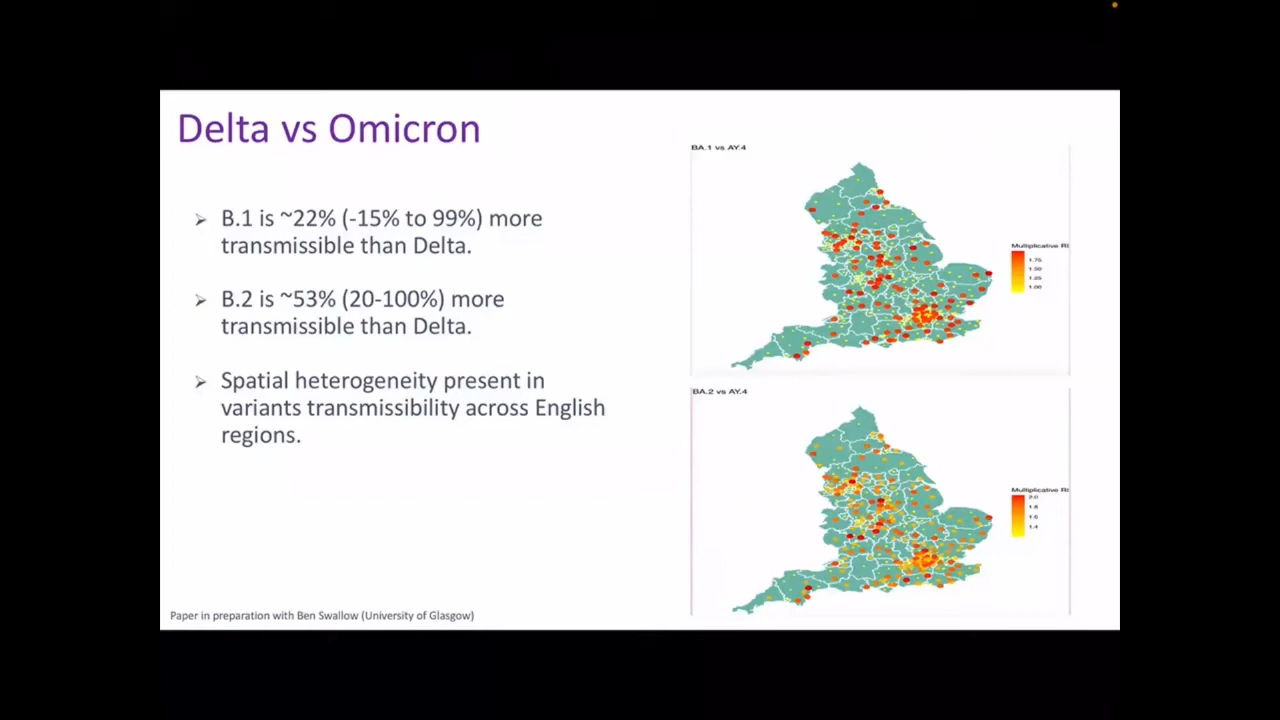 Delta vs Omicron
➢ B.1 is ~22% (-15% to 99%) more
transmissible than Delta.
➢ B.2 is ~53% (20-100%) more
transmissible than Delta.
➢ Spatial heterogeneity present in
variants transmissibility across English
regions.
Paper in preparation with Ben Swallow (University of Glasgow)
BA.1 vs AY.4
Multiplicative RI
1.75
1.50
1.25
1.00
BA.2 vs AY.4
Multiplicative RI
2.0
1.8
1.6
1.4